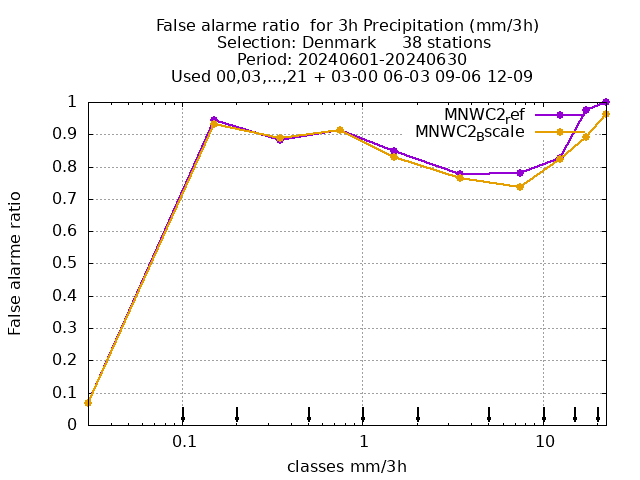 False alarme ratio  for 3h Precipitation (mm/3h)
Selection: Denmark     38 stations
Period: 20240601-20240630
Used 00,03,...,21 + 03-00 06-03 09-06 12-09
MNWC2_ref
MNWC2_Bscale
1
0.9
0.8
0.7
0.6
0.5
0.4
0.3
0.2
0.1
0
False alarme ratio
0.1 1 10
classes mm/3h